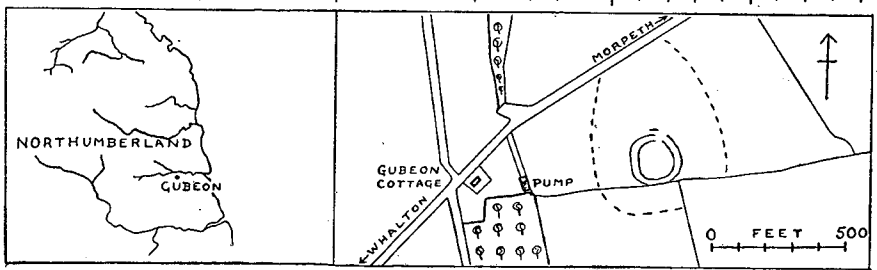 NORTHUMBERLAND
GUBEON
MORPETH
GUBEON
COTTAGE
PUMP
WHALTON
0 FEET 500